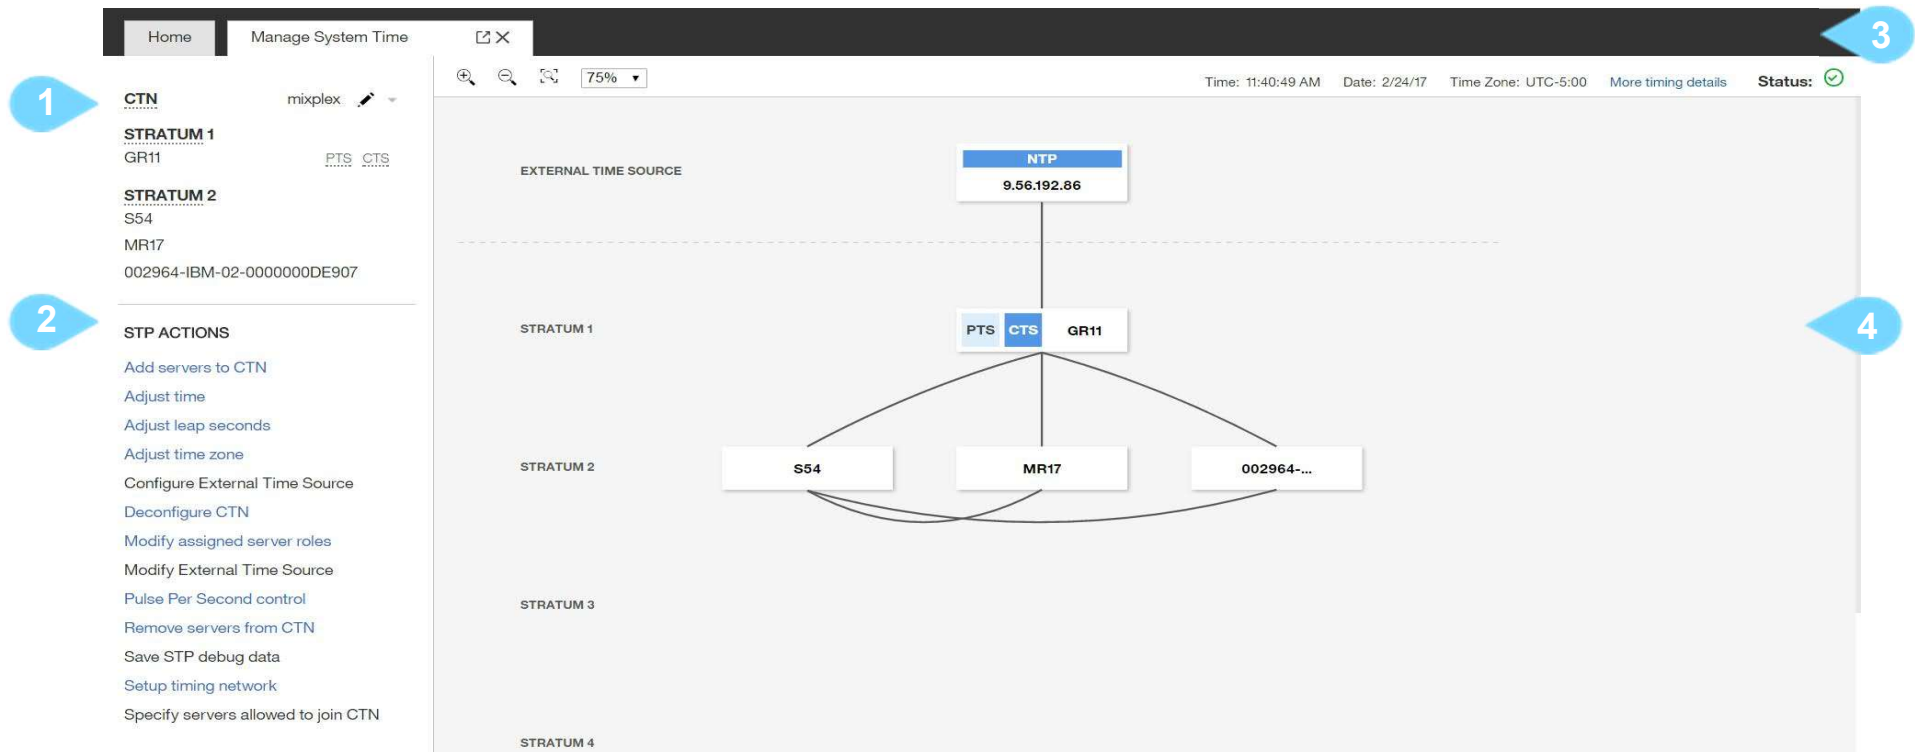 Home Manage System Time
3
75%
Time: 11:40:49 AM Date: 2/24/17 Time Zone: UTC-5:00 More timing details Status:
1
CTN mixplex
STRATUM 1
GR11 PTS CTS
STRATUM 2
S54
MR17
002964-IBM-02-0000000DE907
2
STP ACTIONS
Add servers to CTN
Adjust time
Adjust leap seconds
Adjust time zone
Configure External Time Source
Deconfigure CTN
Modify assigned server roles
Modify External Time Source
Pulse Per Second control
Remove servers from CTN
Save STP debug data
Setup timing network
Specify servers allowed to join CTN
EXTERNAL TIME SOURCE
NTP
9.56.192.86
STRATUM 1
PTS CTS GR11
4
STRATUM 2
S54 MR17 002964-...
STRATUM 3
STRATUM 4